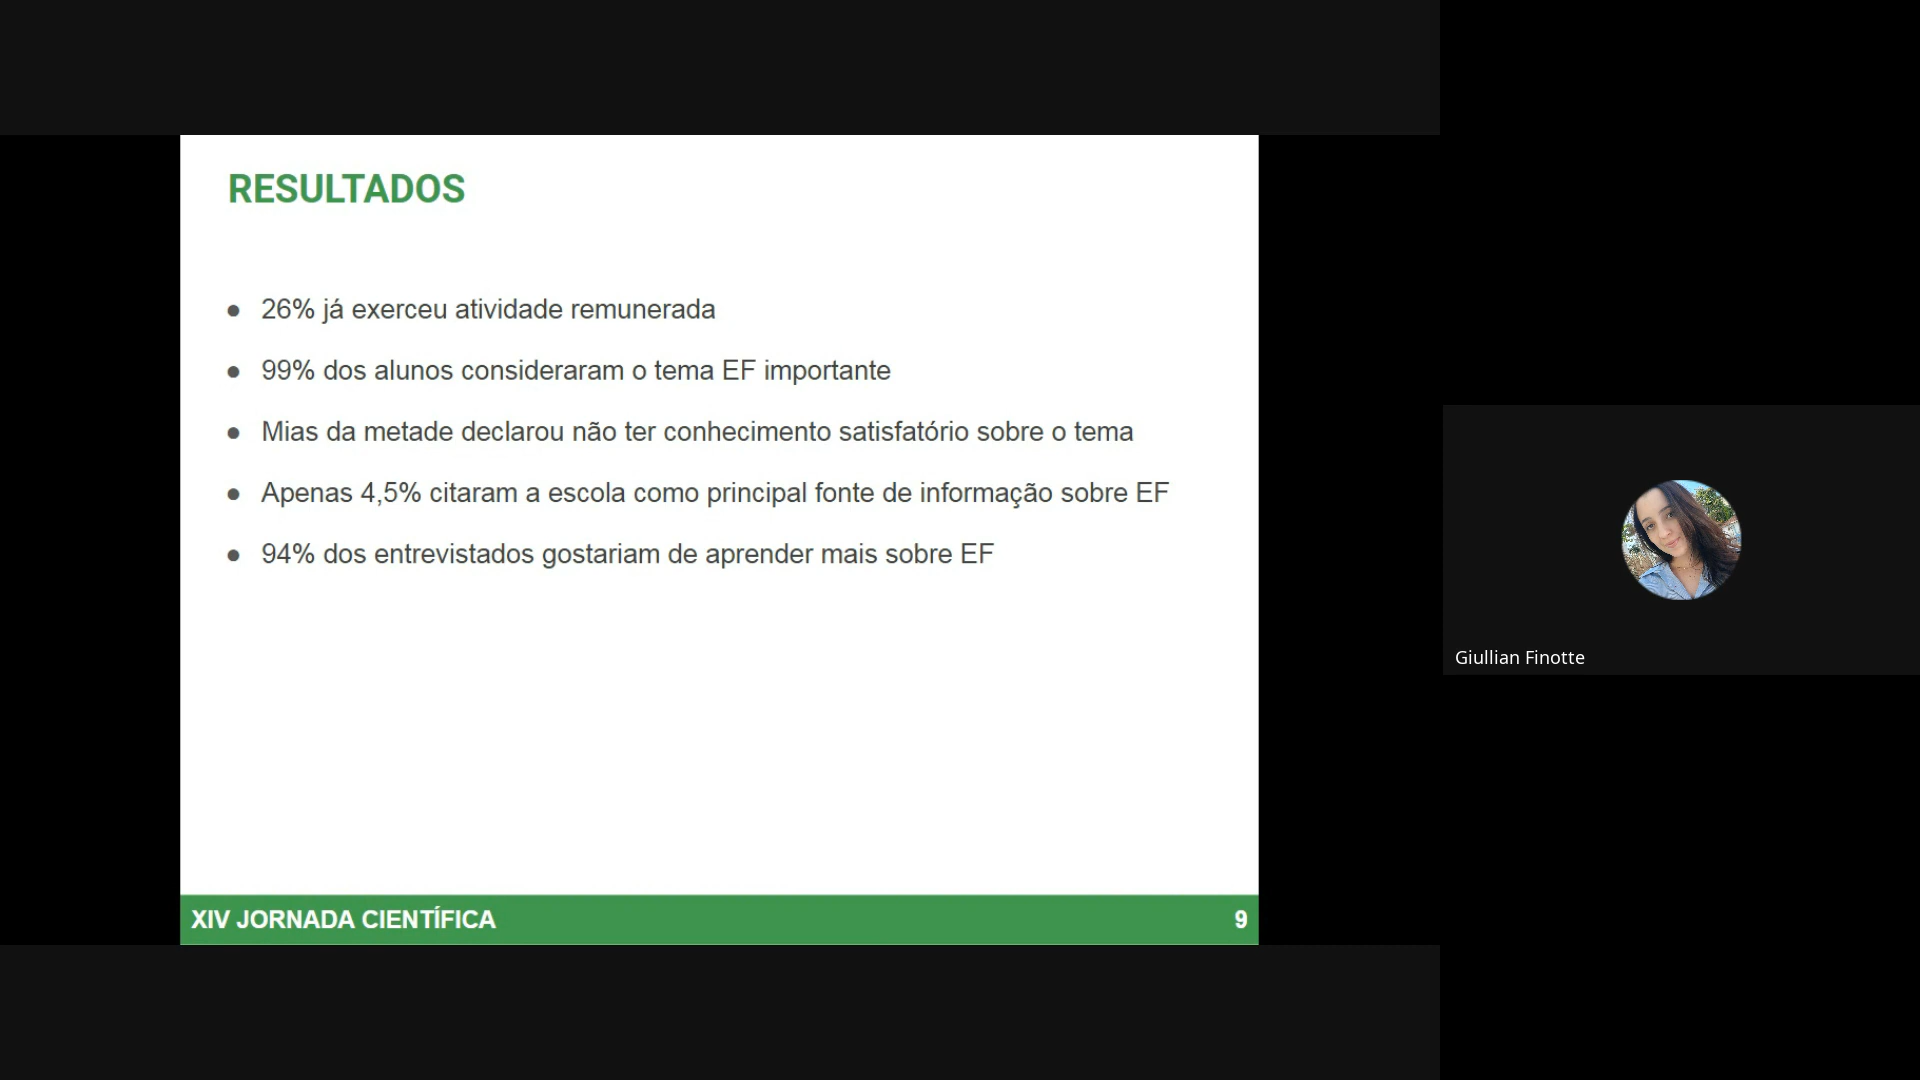 RESULTADOS
● 26% já exerceu atividade remunerada
● 99% dos alunos consideraram o tema EF importante
● Mias da metade declarou não ter conhecimento satisfatório sobre o tema
● Apenas 4,5% citaram a escola como principal fonte de informação sobre EF
● 94% dos entrevistados gostariam de aprender mais sobre EF
XIV JORNADA CIENTÍFICA 9
Giullian Finotte